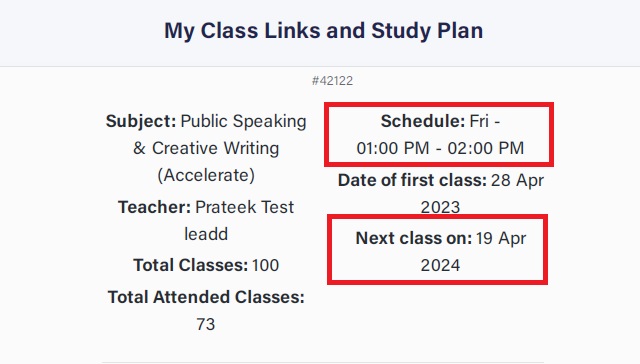 My Class Links and Study Plan
#42122
Subject: Public Speaking
& Creative Writing
(Accelerate)
Teacher: Prateek Test
leadd
Total Classes: 100
Total Attended Classes:
73
Schedule: Fri -
01:00 PM - 02:00 PM
Date of first class: 28 Apr
2023
Next class on: 19 Apr
2024